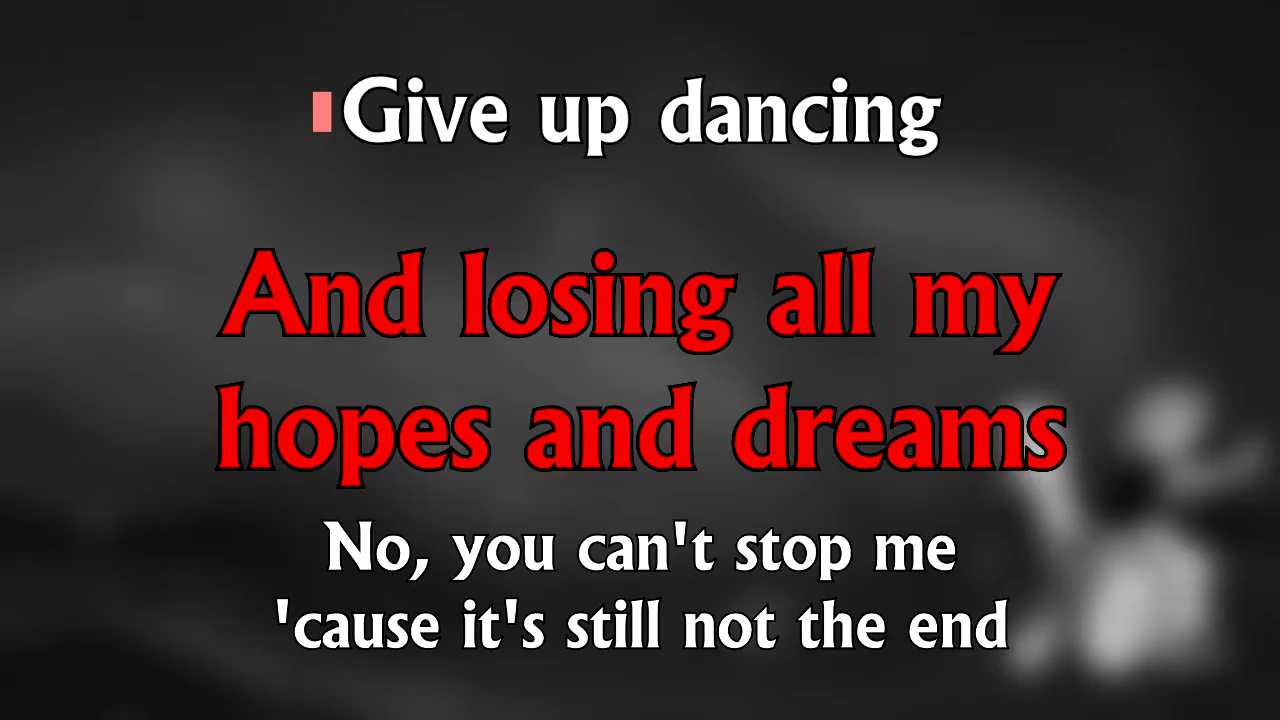 Give up dancing
And losing all my
hopes and dreams
No, you can't stop me
'cause it's still not the end